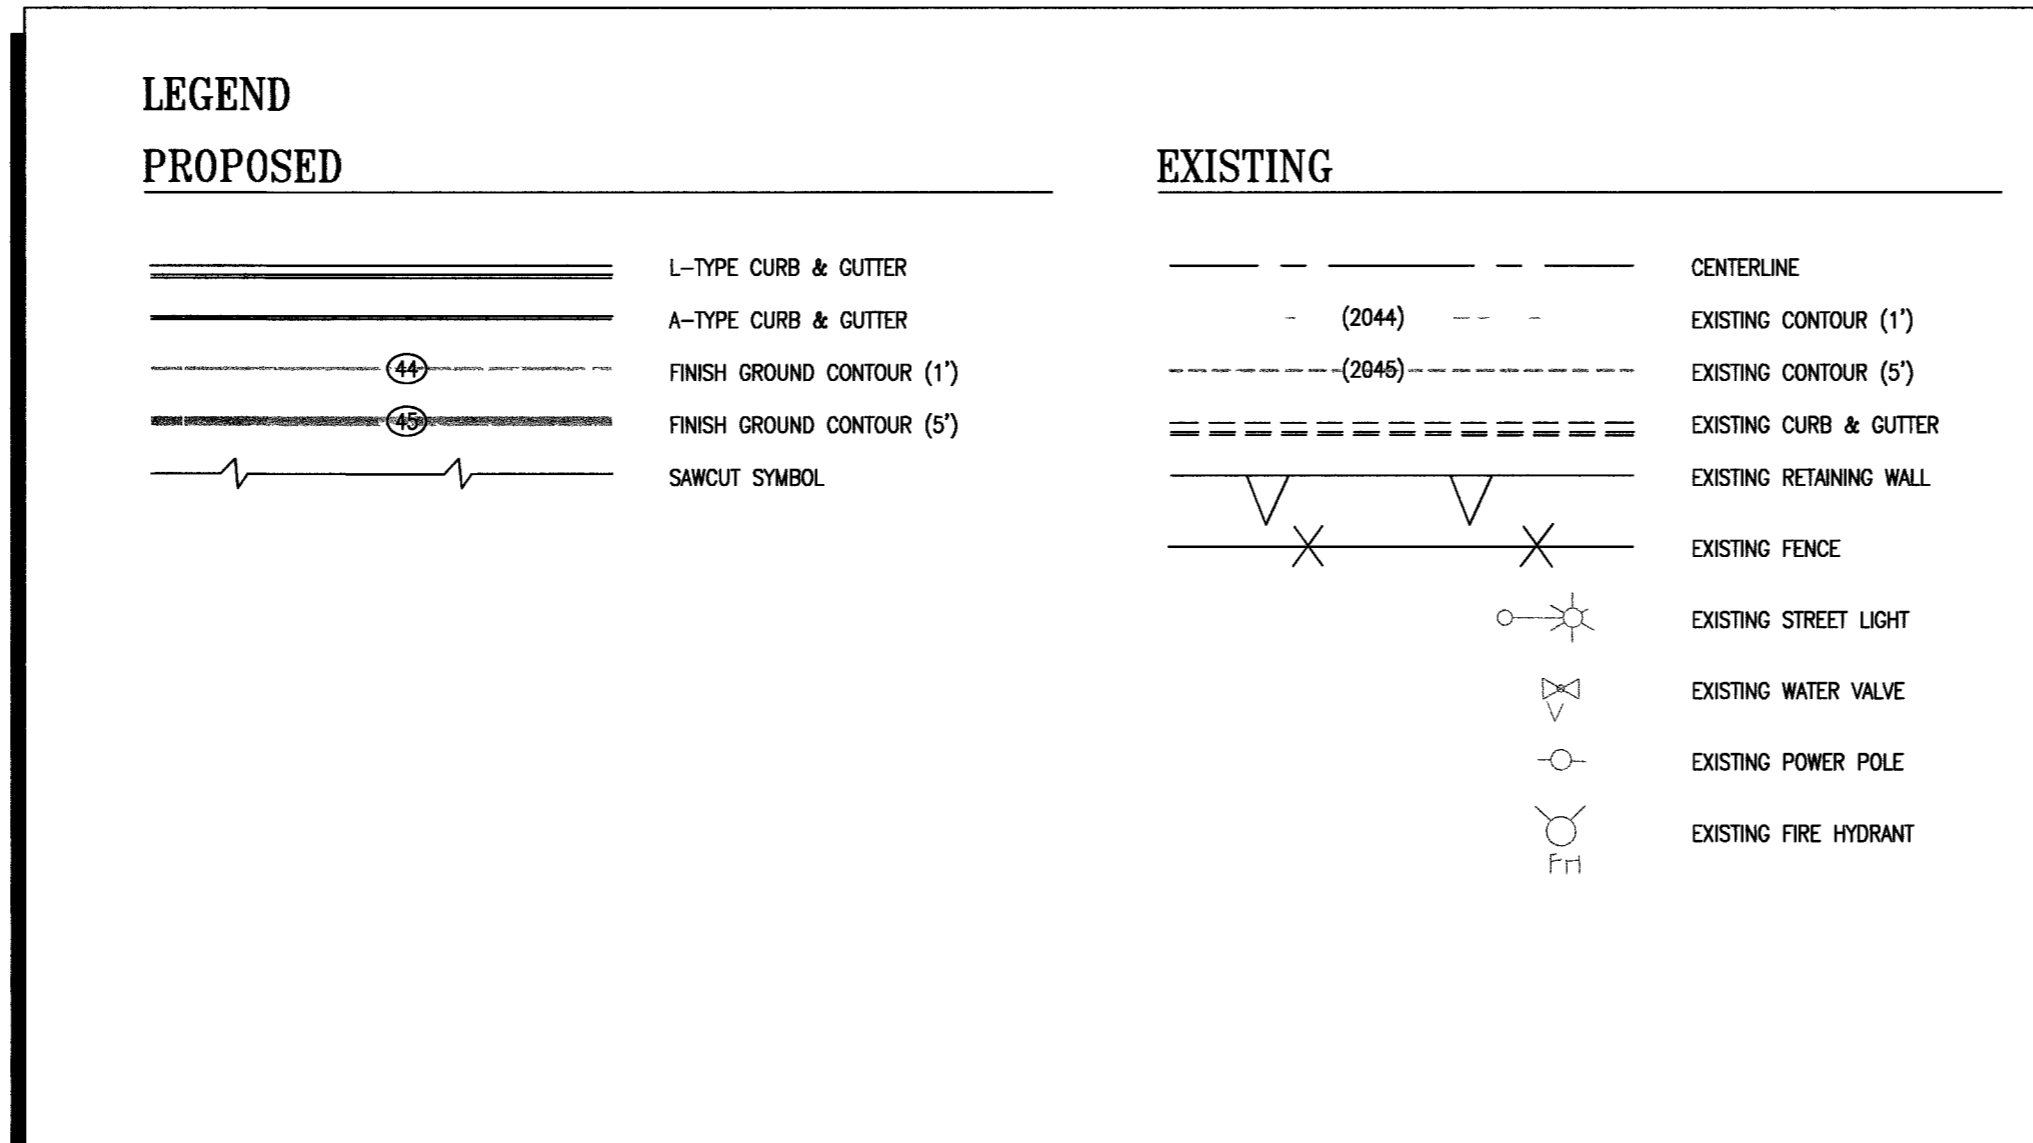 LEGEND
PROPOSED
L-TYPE CURB & GUTTER
A-TYPE CURB & GUTTER
44 FINISH GROUND CONTOUR (1')
45 FINISH GROUND CONTOUR (5')
SAWCUT SYMBOL
EXISTING
CENTERLINE
(2044) EXISTING CONTOUR (1')
(2045) EXISTING CONTOUR (5')
EXISTING CURB & GUTTER
EXISTING RETAINING WALL
EXISTING FENCE
EXISTING STREET LIGHT
EXISTING WATER VALVE
V
EXISTING POWER POLE
EXISTING FIRE HYDRANT
FH